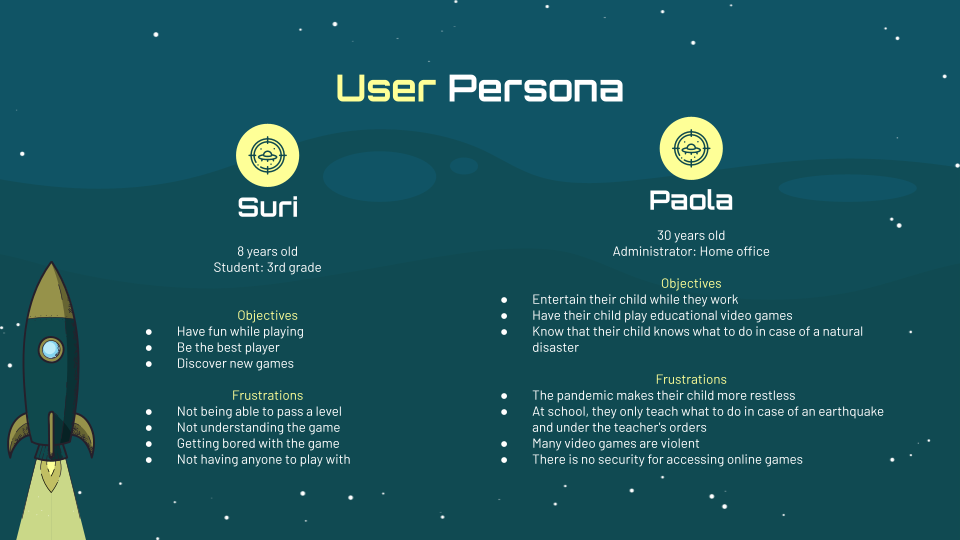 User Persona
Suri
8 years old
Student: 3rd grade
Objectives
● Have fun while playing
● Be the best player
● Discover new games
Frustrations
● Not being able to pass a level
● Not understanding the game
● Getting bored with the game
● Not having anyone to play with
Paola
30 years old
Administrator: Home office
Objectives
● Entertain their child while they work
● Have their child play educational video games
● Know that their child knows what to do in case of a natural
disaster
Frustrations
● The pandemic makes their child more restless
● At school, they only teach what to do in case of an earthquake
and under the teacher's orders
● Many video games are violent
● There is no security for accessing online games